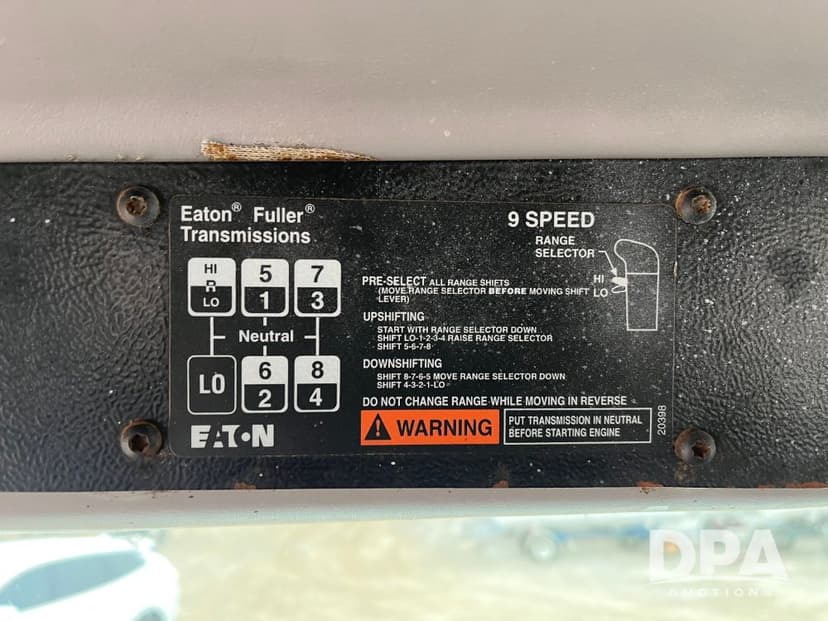 Eaton® Fuller®
Transmissions
9 SPEED
RANGE
SELECTOR
HI
LO
HI
R
LO
5
1
7
3
Neutral
LO
6
2
8
4
EATON
PRE-SELECT ALL RANGE SHIFTS
(MOVE RANGE SELECTOR BEFORE MOVING SHIFT
LEVER)
UPSHIFTING
START WITH RANGE SELECTOR DOWN
SHIFT LO-1-2-3-4 RAISE RANGE SELECTOR
SHIFT 5-6-7-8
DOWNSHIFTING
SHIFT 8-7-6-5 MOVE RANGE SELECTOR DOWN
SHIFT 4-3-2-1-LO
DO NOT CHANGE RANGE WHILE MOVING IN REVERSE
WARNING
PUT TRANSMISSION IN NEUTRAL
BEFORE STARTING ENGINE
20398
DPA
AUCTIONS